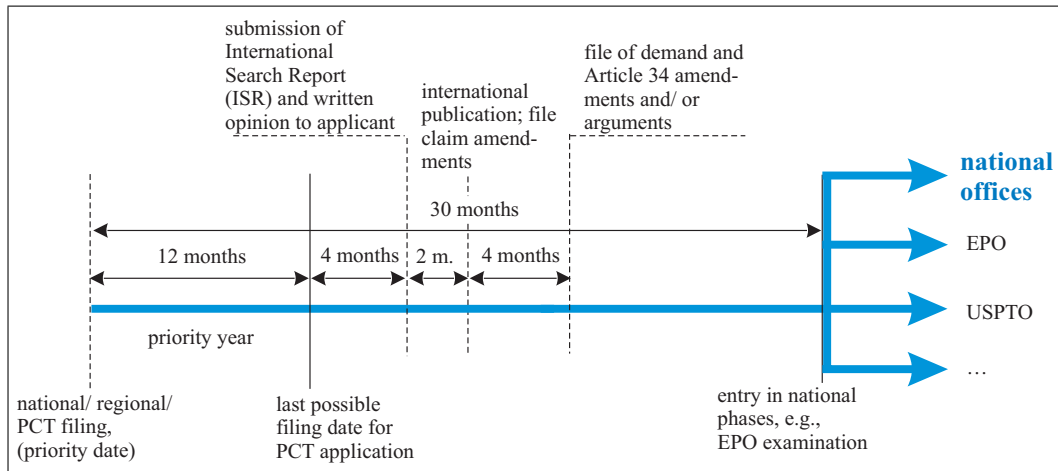 submission of
International
Search Report
(ISR) and written
opinion to applicant
international
publication; file
claim amend-
ments
file of demand and
Article 34 amend-
ments and/ or
arguments
national
offices
30 months
EPO
12 months
4 months
2 m.
4 months
USPTO
priority year
…
national/ regional/
PCT filing,
(priority date)
last possible
filing date for
PCT application
entry in national
phases, e.g.,
EPO examination